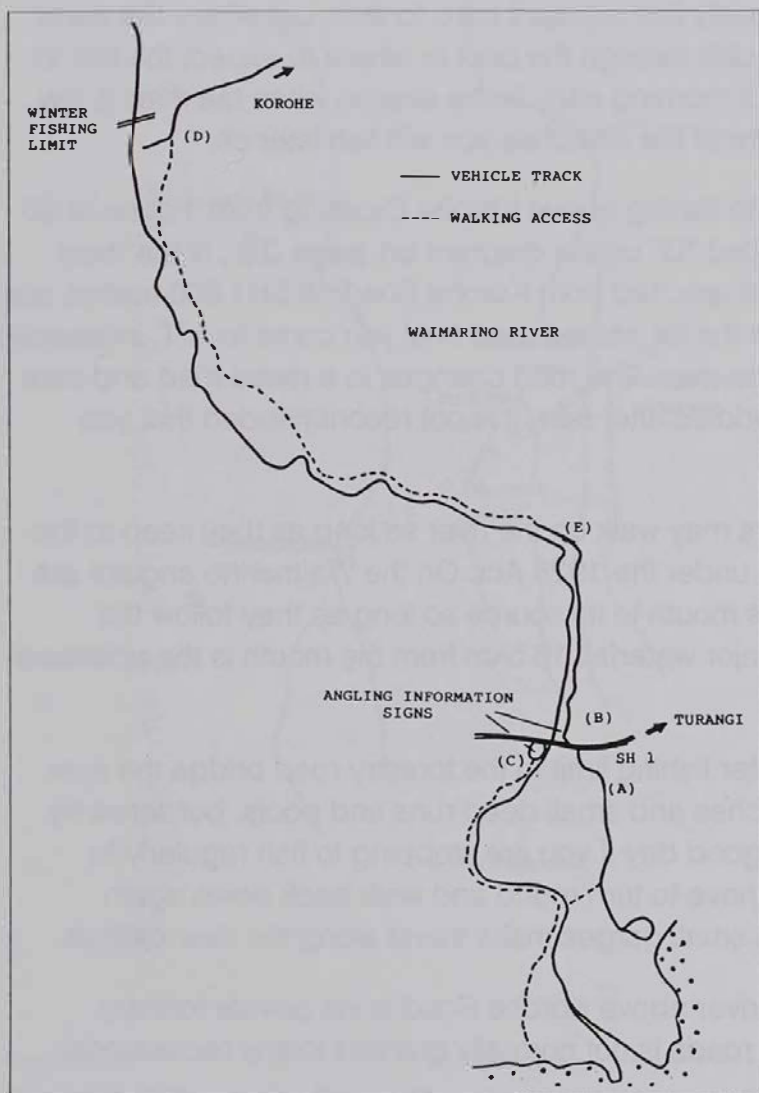 KOROHE
WINTER
FISHING
LIMIT
(D)
VEHICLE TRACK
WALKING ACCESS
WAIMARINO RIVER
(E)
ANGLING INFORMATION
SIGNS
(B)
TURANGI
SH 1
(C)
(A)